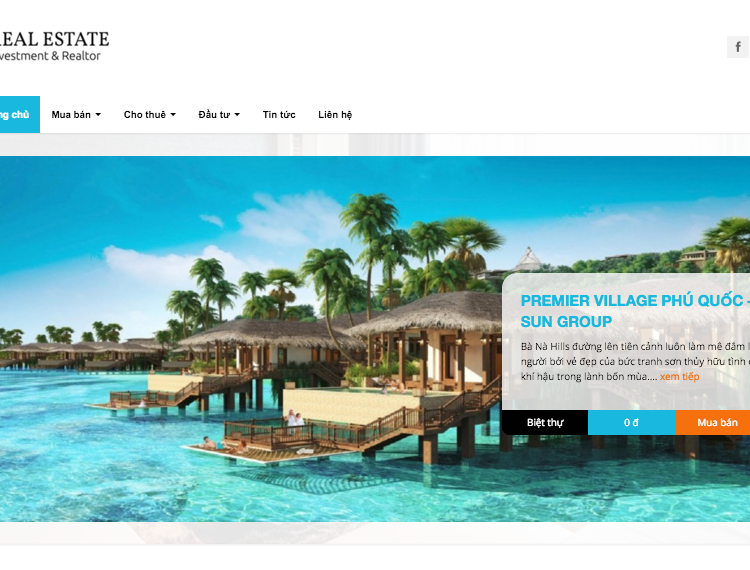 REAL ESTATE
vestment & Realtor
f
ng chủ
Mua bán
Cho thuê
Đầu tư
Tin tức
Liên hệ
PREMIER VILLAGE PHÚ QUỐC -
SUN GROUP
Bà Nà Hills đường lên tiên cảnh luôn làm mê đắm l
người bởi vẻ đẹp của bức tranh sơn thủy hữu tình
khí hậu trong lành bốn mùa.... xem tiếp
Biệt thự
0 đ
Mua bán